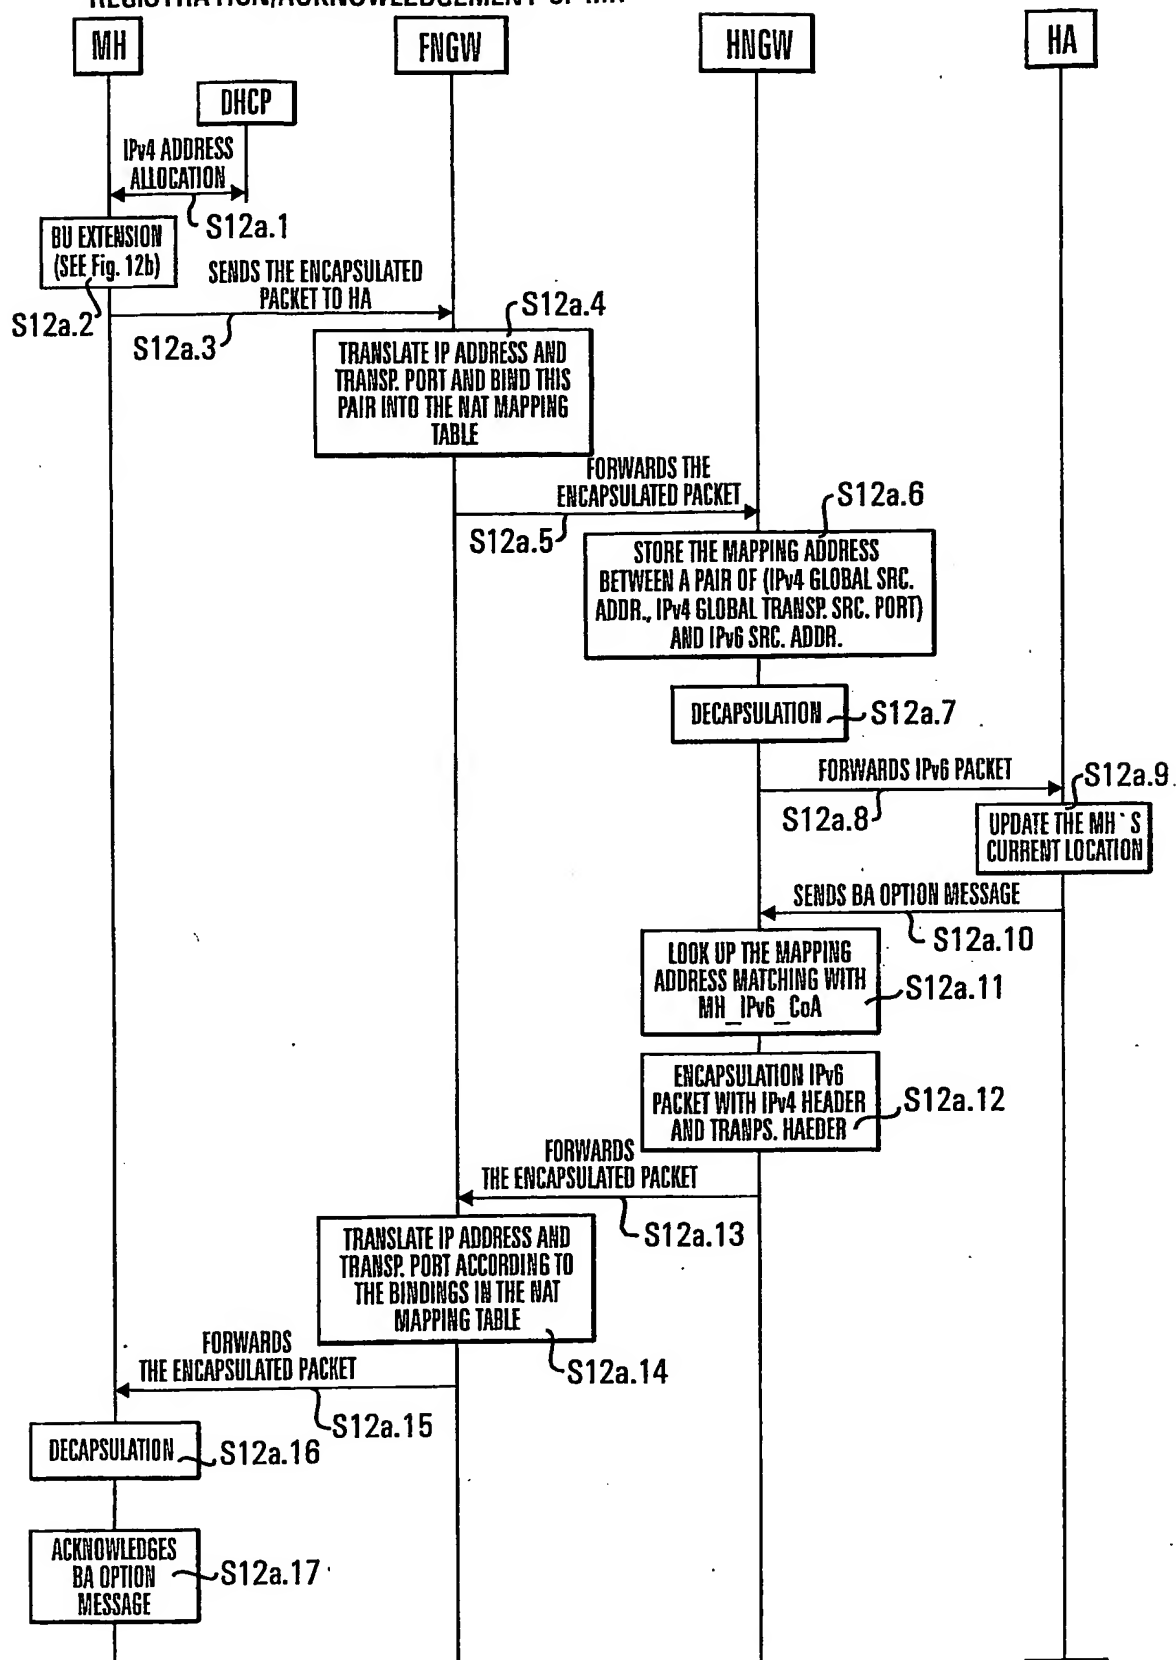 MH
FNGW
HNGW
HA
DHCP
IPv4 ADDRESS
ALLOCATION
S12a.1
BU EXTENSION
(SEE Fig. 12b)
S12a.2
SENDS THE ENCAPSULATED
PACKET TO HA
S12a.3
S12a.4
TRANSLATE IP ADDRESS AND
TRANSP. PORT AND BIND THIS
PAIR INTO THE NAT MAPPING
TABLE
FORWARDS THE
ENCAPSULATED PACKET
S12a.5
S12a.6
STORE THE MAPPING ADDRESS
BETWEEN A PAIR OF (IPv4 GLOBAL SRC.
ADDR., IPv4 GLOBAL TRANSP. SRC. PORT)
AND IPv6 SRC. ADDR.
DECAPSULATION
S12a.7
FORWARDS IPv6 PACKET
S12a.8
S12a.9
UPDATE THE MH`S
CURRENT LOCATION
SENDS BA OPTION MESSAGE
S12a.10
LOOK UP THE MAPPING
ADDRESS MATCHING WITH
MH_IPv6_CoA
S12a.11
ENCAPSULATION IPv6
PACKET WITH IPv4 HEADER
AND TRANPS. HAEDER
S12a.12
FORWARDS
THE ENCAPSULATED PACKET
S12a.13
TRANSLATE IP ADDRESS AND
TRANSP. PORT ACCORDING TO
THE BINDINGS IN THE NAT
MAPPING TABLE
S12a.14
FORWARDS
THE ENCAPSULATED PACKET
S12a.15
DECAPSULATION
S12a.16
ACKNOWLEDGES
BA OPTION
MESSAGE
S12a.17